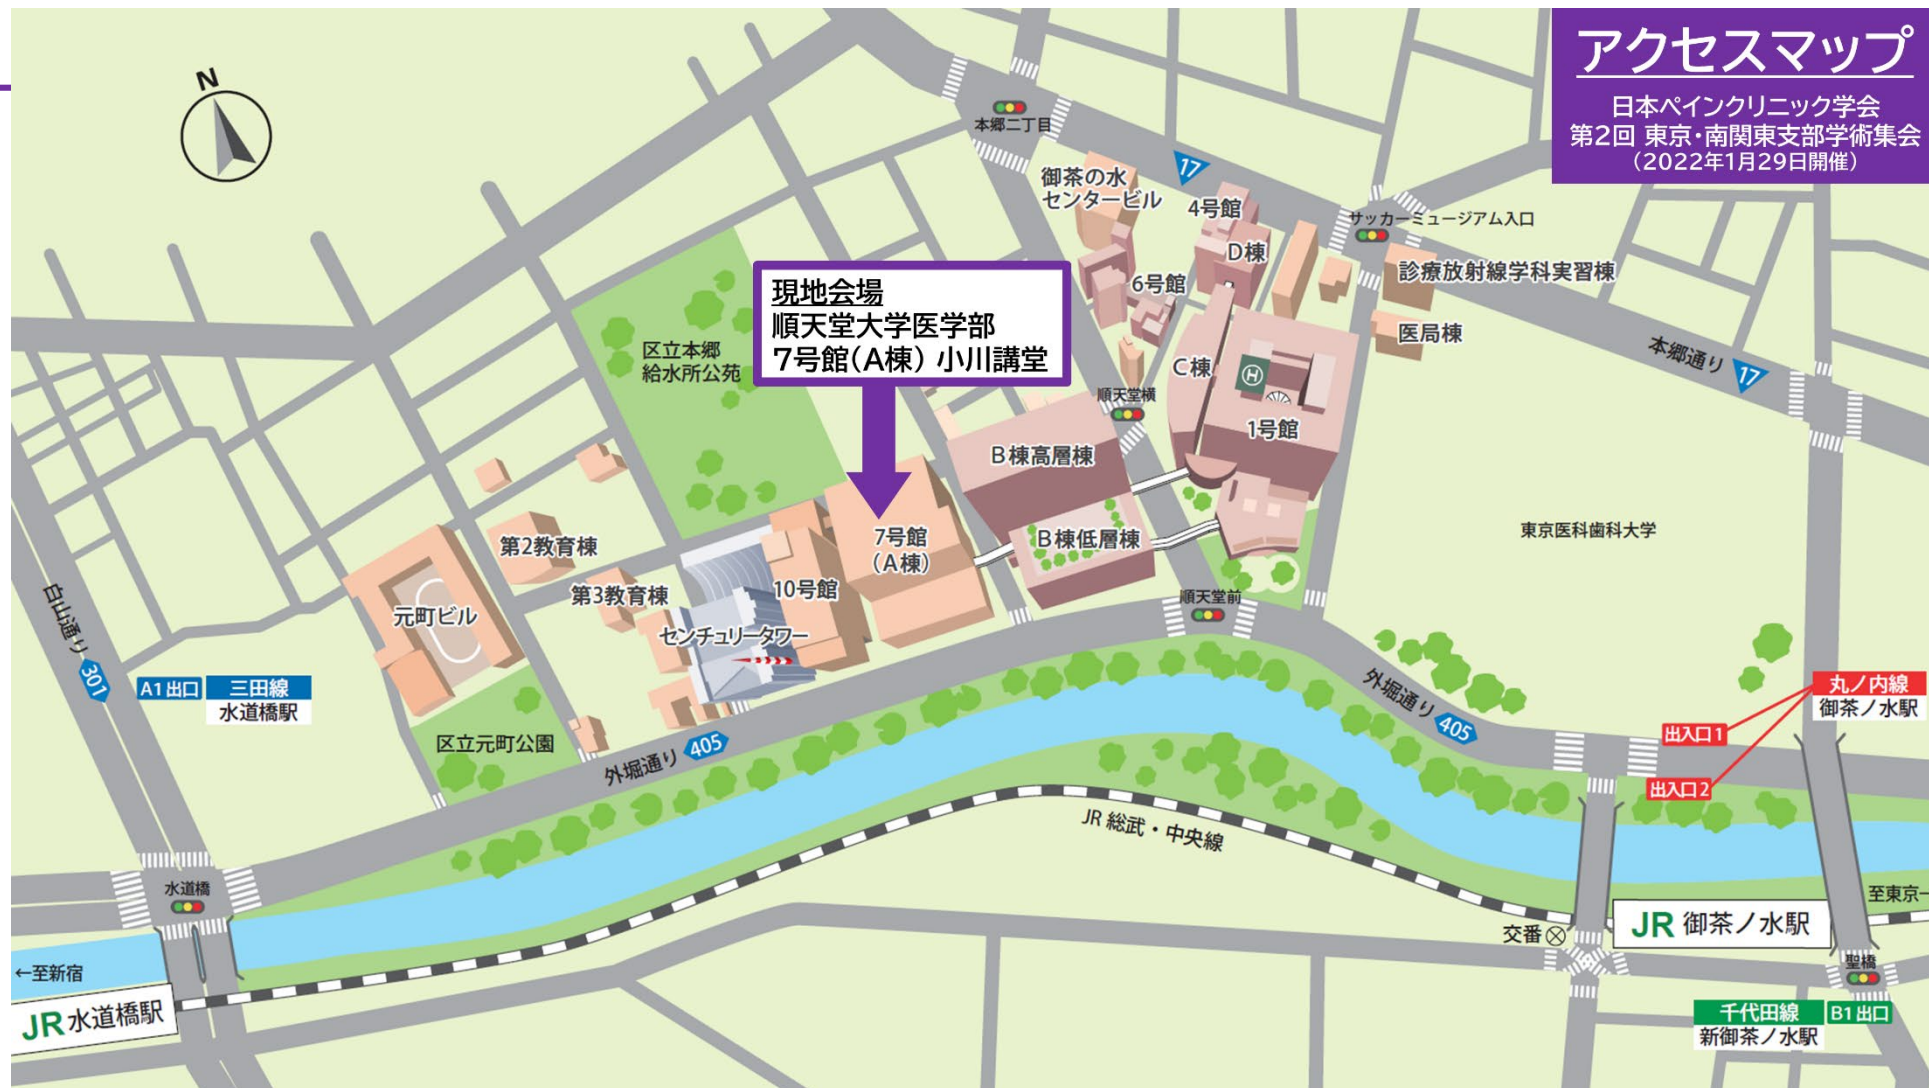 アクセスマップ
日本ペインクリニック学会
第2回 東京・南関東支部学術集会
（2022年1月29日開催）
N
本郷二丁目
17
御茶の水
センタービル
4号館
サッカーミュージアム入口
D棟
診療放射線学科実習棟
6号館
現地会場
順天堂大学医学部
7号館（A棟） 小川講堂
区立本郷
給水所公苑
医局棟
本郷通り
17
C棟
H
順天堂横
1号館
B棟高層棟
東京医科歯科大学
7号館
（A棟）
B棟低層棟
第2教育棟
第3教育棟
10号館
順天堂前
元町ビル
センチュリータワー
白山通り
301
A1出口
三田線
水道橋駅
外堀通り
405
丸ノ内線
御茶ノ水駅
出入口1
出入口2
区立元町公園
外堀通り
405
JR 総武・中央線
水道橋
至東京→
JR 御茶ノ水駅
交番
聖橋
←至新宿
JR 水道橋駅
千代田線
新御茶ノ水駅
B1出口